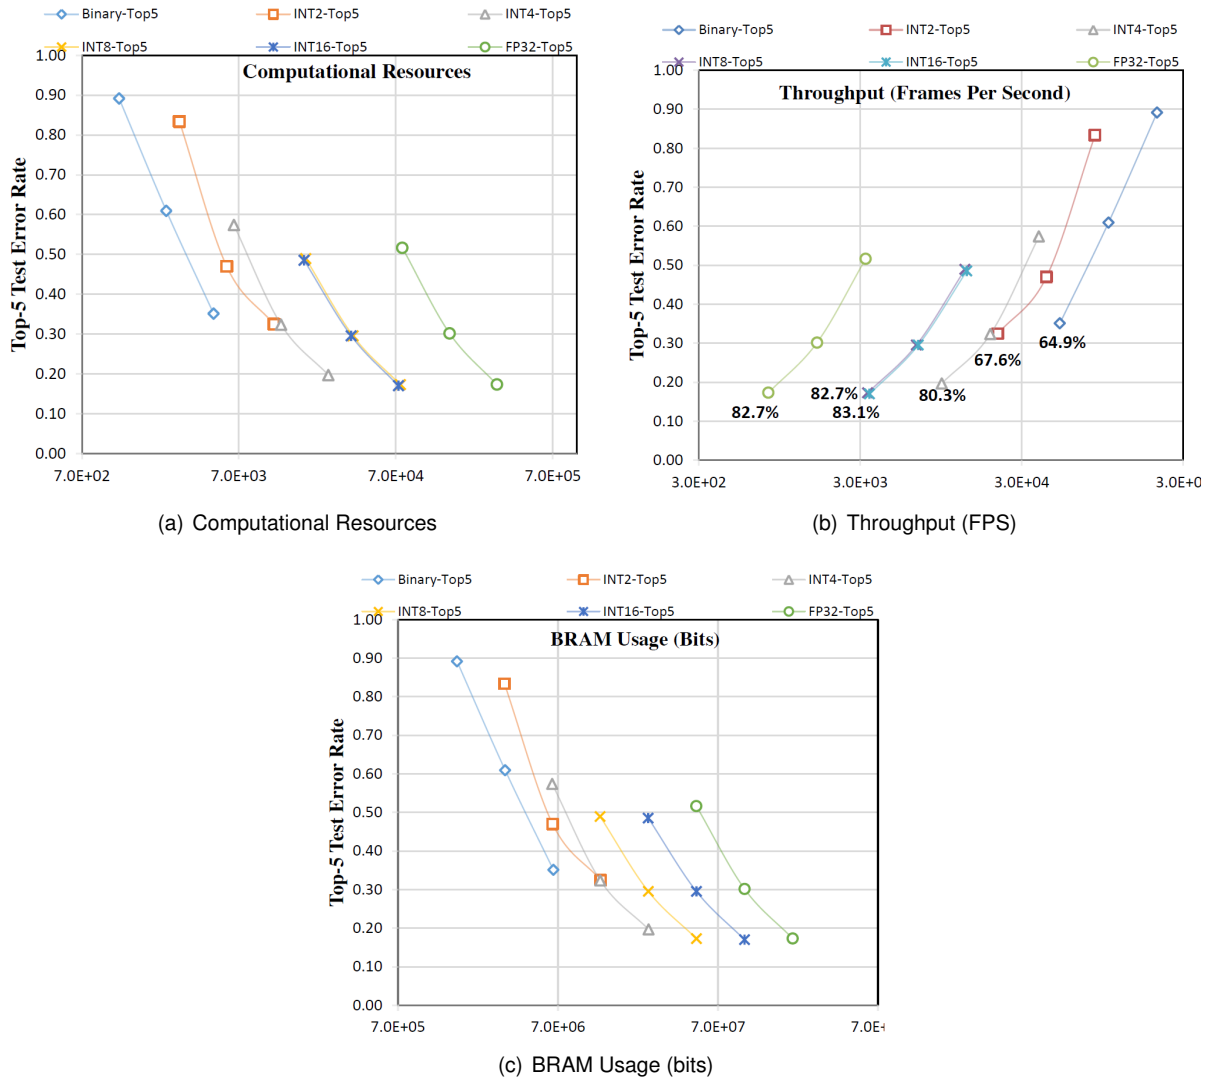 Binary-Top5 INT2-Top5 INT4-Top5
INT8-Top5 INT16-Top5 FP32-Top5
Computational Resources
Top-5 Test Error Rate
1.00
0.90
0.80
0.70
0.60
0.50
0.40
0.30
0.20
0.10
0.00
7.0E+02 7.0E+03 7.0E+04 7.0E+05
(a) Computational Resources
Binary-Top5 INT2-Top5 INT4-Top5
INT8-Top5 INT16-Top5 FP32-Top5
Throughput (Frames Per Second)
Top-5 Test Error Rate
1.00
0.90
0.80
0.70
0.60
0.50
0.40
0.30
0.20
0.10
0.00
64.9%
67.6%
82.7% 80.3%
82.7% 83.1%
3.0E+02 3.0E+03 3.0E+04 3.0E+0
(b) Throughput (FPS)
Binary-Top5 INT2-Top5 INT4-Top5
INT8-Top5 INT16-Top5 FP32-Top5
BRAM Usage (Bits)
Top-5 Test Error Rate
1.00
0.90
0.80
0.70
0.60
0.50
0.40
0.30
0.20
0.10
0.00
7.0E+05 7.0E+06 7.0E+07 7.0E+
(c) BRAM Usage (bits)